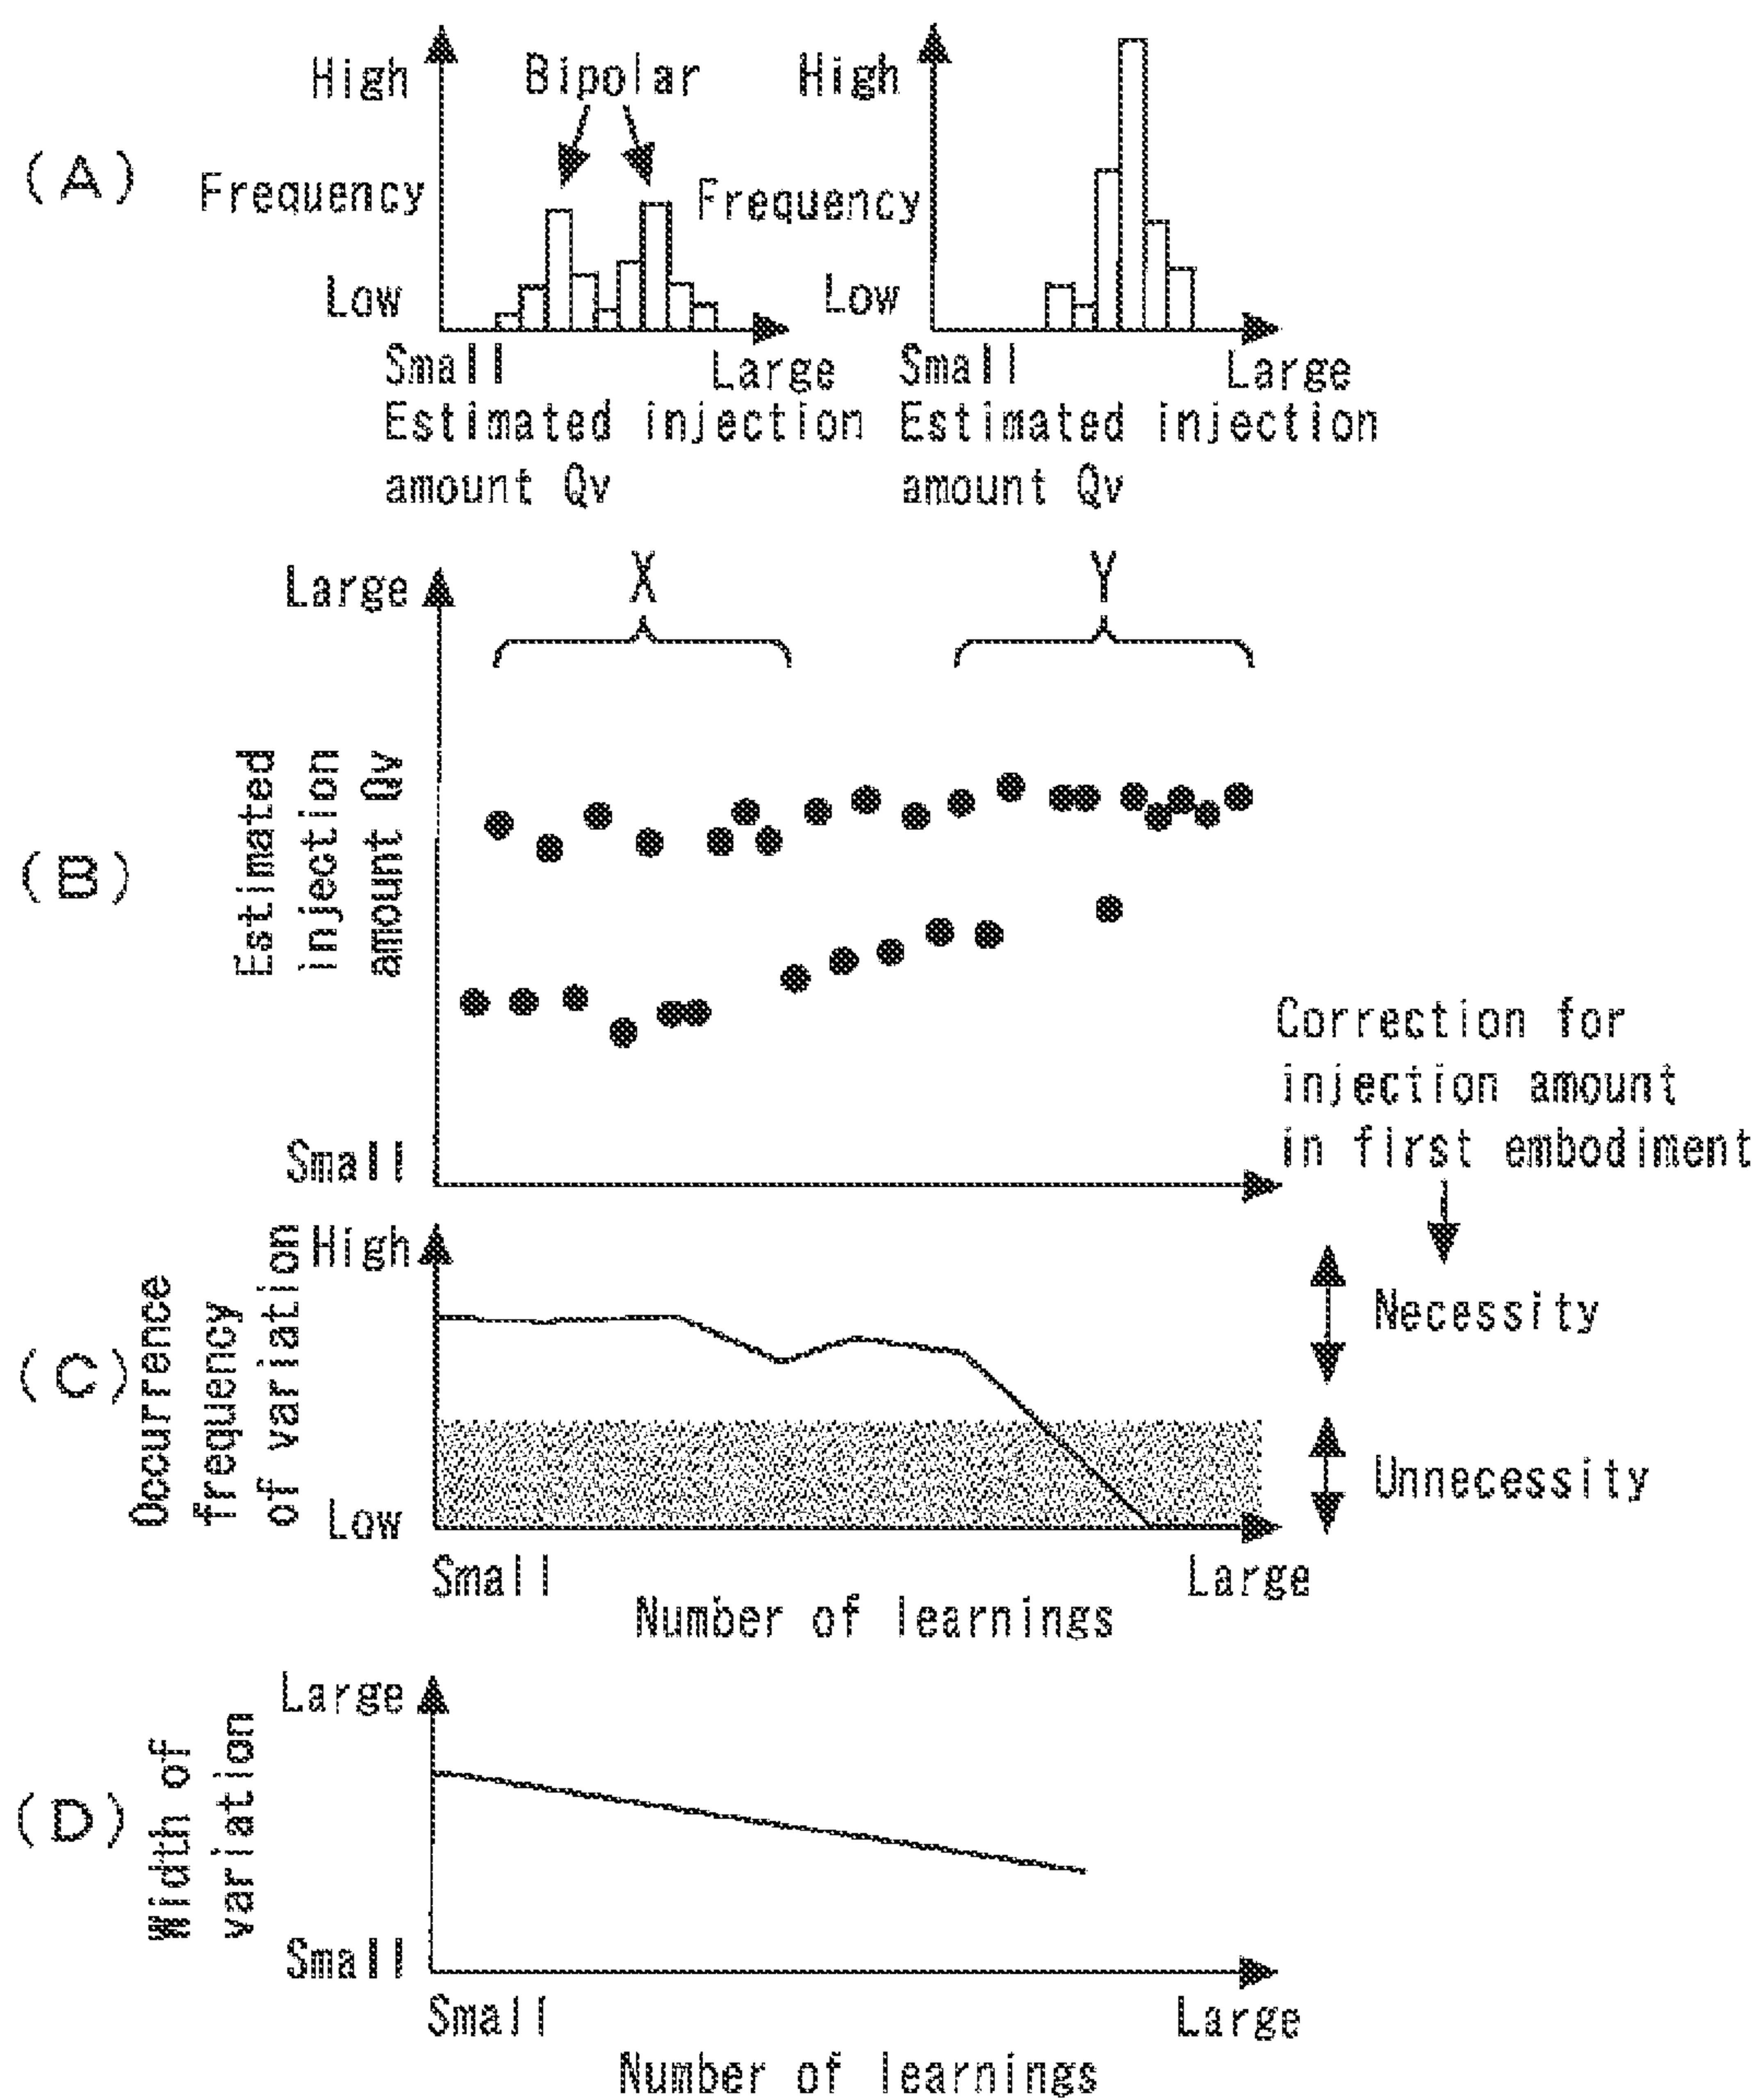 (A)
High
Bipolar
Frequency
Low
Small
Large
Estimated injection
amount Qv
High
Frequency
Low
Small
Large
Estimated injection
amount Qv
(B)
Large
X
Y
Estimated
injection
amount Qv
Small
Correction for
injection amount
in first embodiment
(C)
High
Occurrence
frequency
of variation
Low
Necessity
Unnecessity
Small
Large
Number of learnings
(D)
Large
Width of
variation
Small
Small
Large
Number of learnings